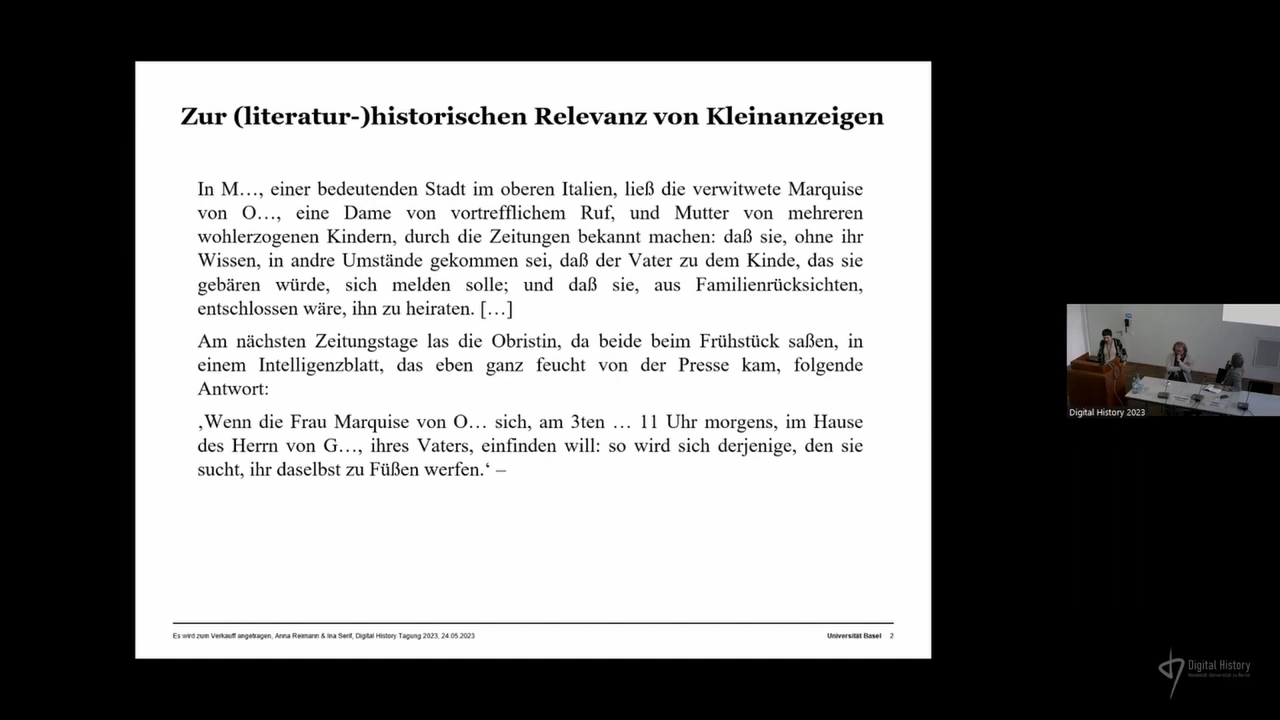 Zur (literatur-)historischen Relevanz von Kleinanzeigen
In M…, einer bedeutenden Stadt im oberen Italien, ließ die verwitwete Marquise
von O…, eine Dame von vortrefflichem Ruf, und Mutter von mehreren
wohlerzogenen Kindern, durch die Zeitungen bekannt machen: daß sie, ohne ihr
Wissen, in andre Umstände gekommen sei, daß der Vater zu dem Kinde, das sie
gebären würde, sich melden solle; und daß sie, aus Familienrücksichten,
entschlossen wäre, ihn zu heiraten. […]
Am nächsten Zeitungstage las die Obristin, da beide beim Frühstück saßen, in
einem Intelligenzblatt, das eben ganz feucht von der Presse kam, folgende
Antwort:
‚Wenn die Frau Marquise von O… sich, am 3ten … 11 Uhr morgens, im Hause
des Herrn von G…, ihres Vaters, einfinden will: so wird sich derjenige, den sie
sucht, ihr daselbst zu Füßen werfen.‘ –
Es wird zum Verkauff angetragen, Anna Reimann & Ina Serif, Digital History Tagung 2023, 24.05.2023
Universität Basel 2
Digital History 2023
Digital History
Humboldt-Universität zu Berlin